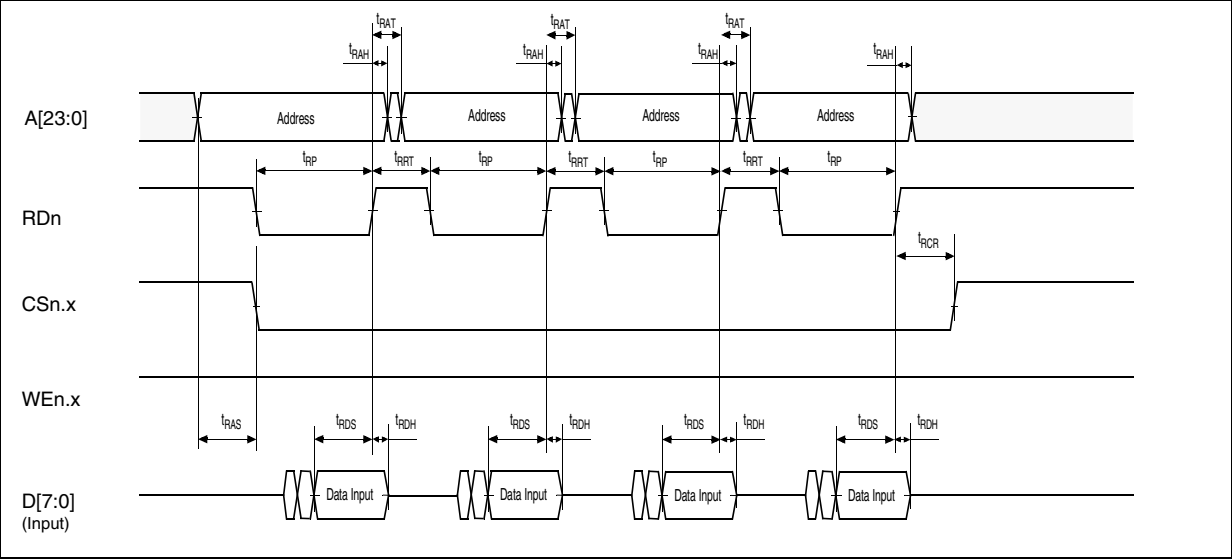 tRAT tRAT tRAT
tRAH tRAH tRAH tRAH
A[23:0] Address Address Address Address
tRP tRRT tRP tRRT tRP tRRT tRP
RDn
tRCR
CSn.x
WEn.x
tRAS tRDS tRDH tRDS tRDH tRDS tRDH tRDS tRDH
D[7:0] Data Input Data Input Data Input Data Input
(Input)